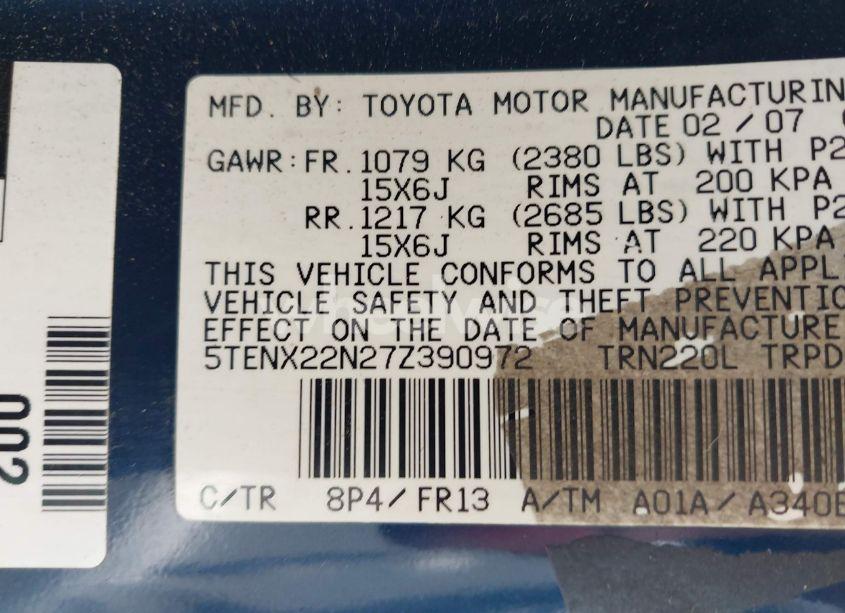 MFD. BY: TOYOTA MOTOR MANUFACTURIN
DATE 02 / 07
GAWR: FR. 1079 KG (2380 LBS) WITH P2
15X6J RIMS AT 200 KPA
RR. 1217 KG (2685 LBS) WITH P2
15X6J RIMS AT 220 KPA
THIS VEHICLE CONFORMS TO ALL APPL
VEHICLE SAFETY AND THEFT PREVENTIO
EFFECT ON THE DATE OF MANUFACTURE
5TENX22N27Z390972 TRN220L TRPD
C/TR 8P4/ FR13 A/TM A01A/ A340E
002